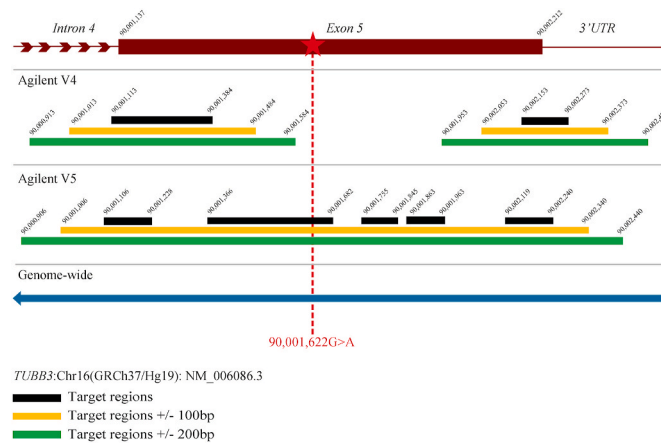 Intron 4
90,001,137
Exon 5
90,002,212
3'UTR
Agilent V4
90,000,913
90,001,013
90,001,113
90,001,384
90,001,484
90,001,584
90,001,953
90,002,053
90,002,153
90,002,273
90,002,373
Agilent V5
90,001,006
90,001,106
90,001,228
90,001,366
90,001,682
90,001,755
90,001,845
90,001,863
90,001,963
90,002,119
90,002,240
90,002,340
90,002,440
Genome-wide
90,001,622G>A
TUBB3:Chr16(GRCh37/Hg19): NM_006086.3
Target regions
Target regions +/- 100bp
Target regions +/- 200bp